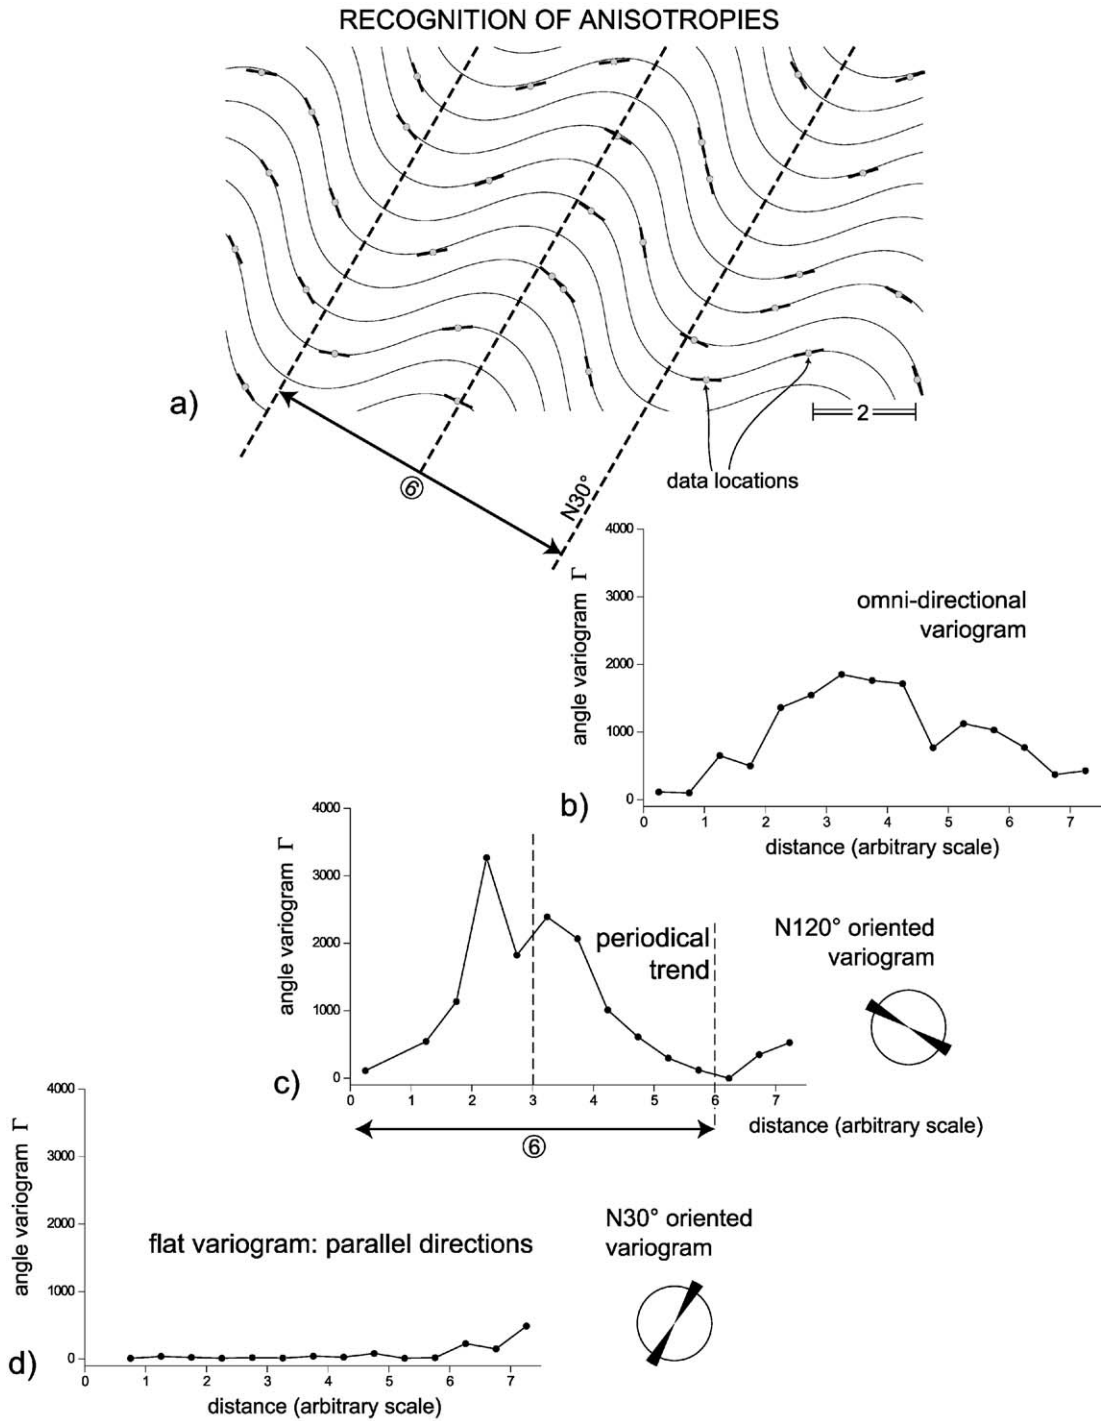 RECOGNITION OF ANISOTROPIES
a)
2
⑥
N30°
data locations
4000
3000
2000
1000
0
angle variogram Γ
omni-directional
variogram
b)
0 1 2 3 4 5 6 7
distance (arbitrary scale)
4000
3000
2000
1000
0
angle variogram Γ
periodical
trend
N120° oriented
variogram
c)
0 1 2 3 4 5 6 7
distance (arbitrary scale)
⑥
4000
3000
2000
1000
0
angle variogram Γ
flat variogram: parallel directions
N30° oriented
variogram
d)
0 1 2 3 4 5 6 7
distance (arbitrary scale)